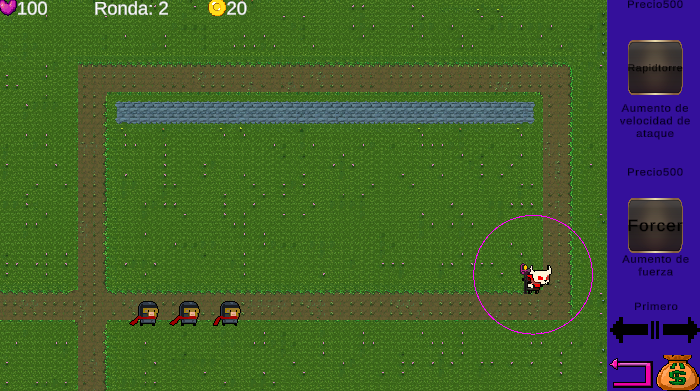 100 Ronda: 2 20
Precio500
Rapidtorre
Aumento de
velocidad de
ataque
Precio500
Forcer
Aumento de
fuerza
Primero